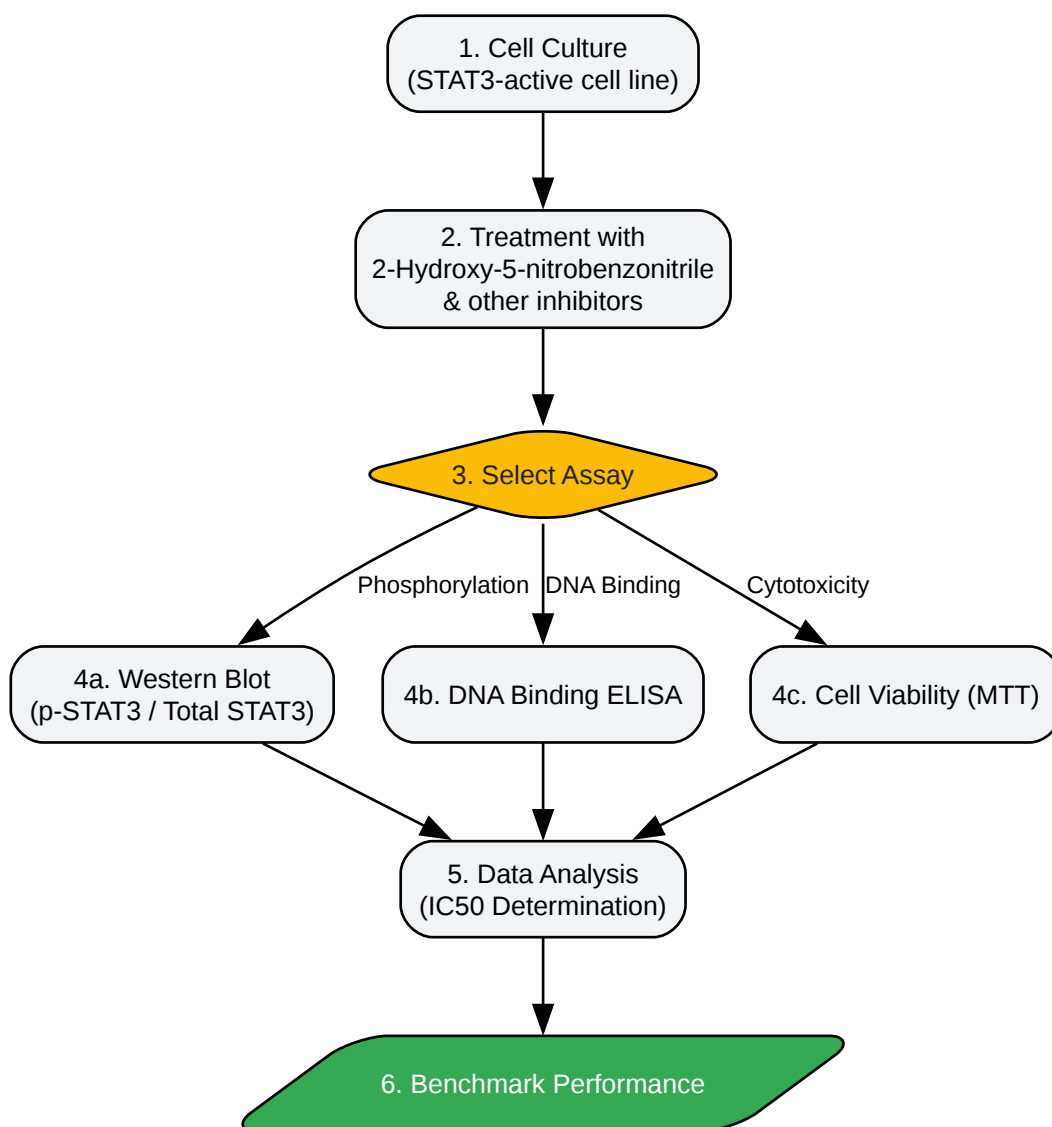 1. Cell Culture
(STAT3-active cell line)
2. Treatment with
2-Hydroxy-5-nitrobenzonitrile
& other inhibitors
3. Select Assay
Phosphorylation
DNA Binding
Cytotoxicity
4a. Western Blot
(p-STAT3 / Total STAT3)
4b. DNA Binding ELISA
4c. Cell Viability (MTT)
5. Data Analysis
(IC50 Determination)
6. Benchmark Performance